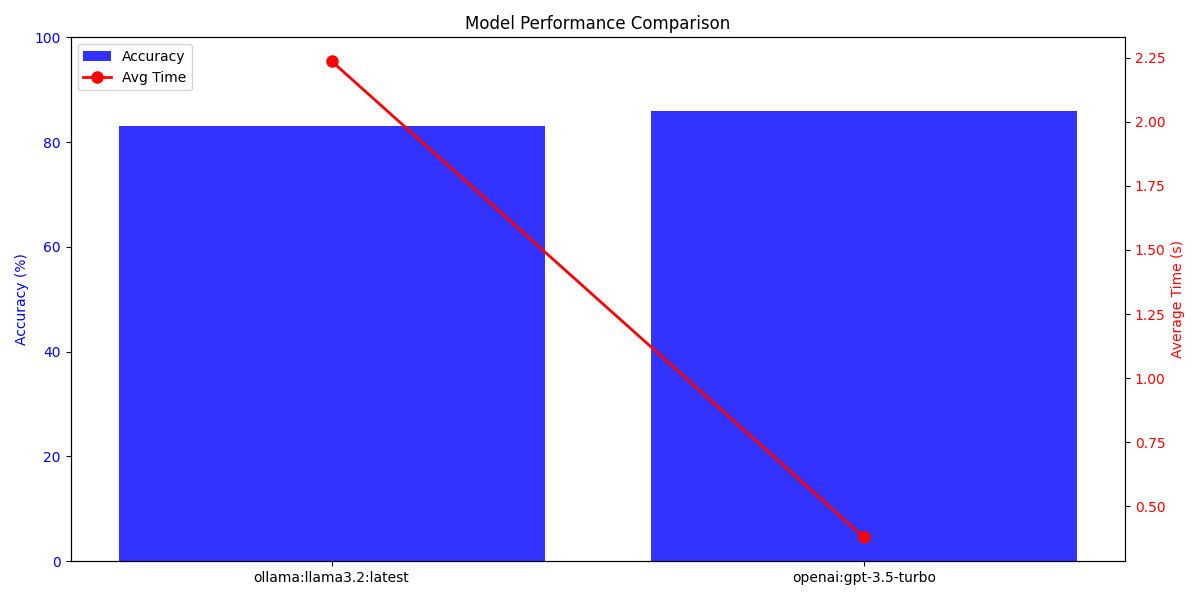 Model Performance Comparison
Accuracy
Avg Time
Accuracy (%)
100
80
60
40
20
0
2.25
2.00
1.75
1.50
1.25
1.00
0.75
0.50
Average Time (s)
ollama:llama3.2:latest
openai:gpt-3.5-turbo